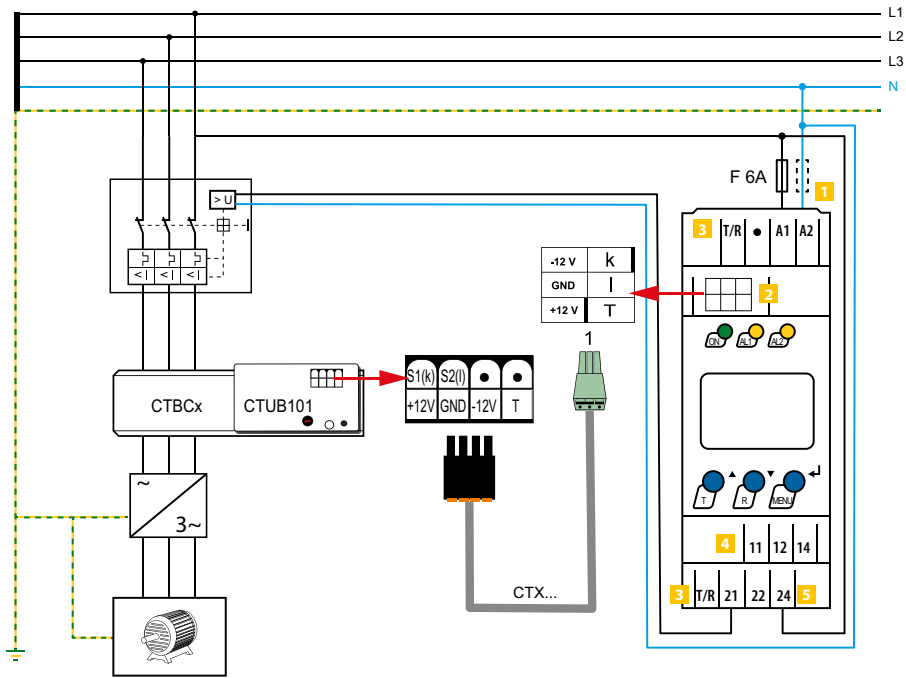 L1
L2
L3
N
F 6A
1
> U
3 T/R • A1 A2
-12 V k
GND l
+12 V T
2
< I < I < I
1
ON AL1 AL2
S1(k) S2(l) • •
+12V GND -12V T
CTBCx CTUB101
~
3~
T R MENU
4 11 12 14
CTX...
3 T/R 21 22 24 5